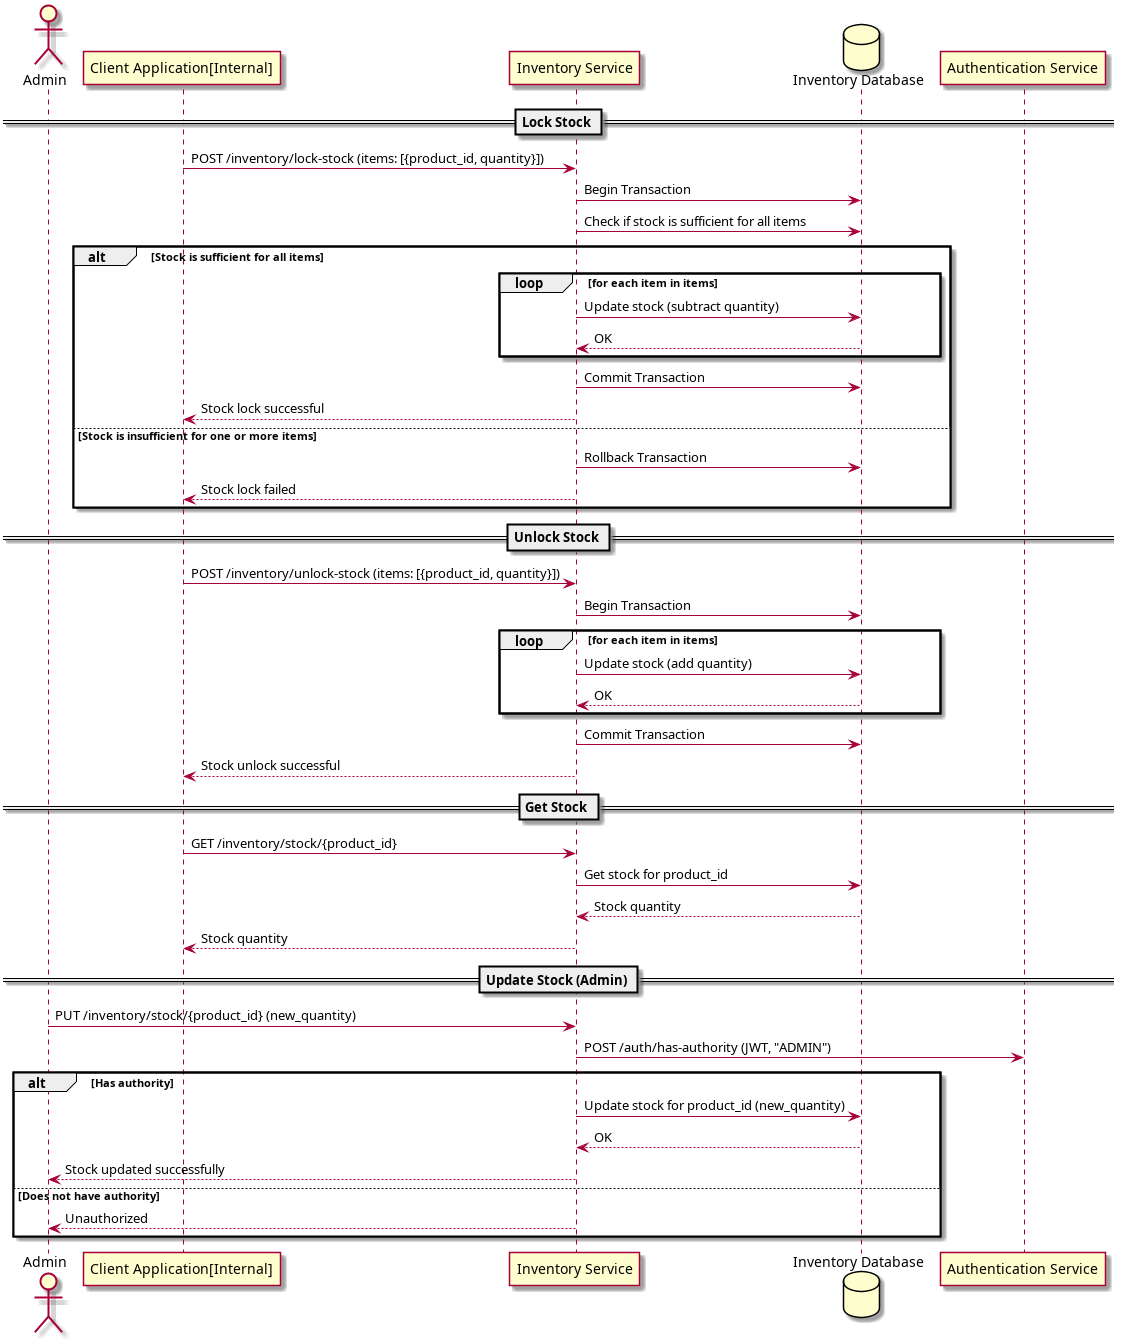 Admin
Client Application[Internal]
Inventory Service
Inventory Database
Authentication Service
Lock Stock
POST /inventory/lock-stock (items: [{product_id, quantity}])
Begin Transaction
Check if stock is sufficient for all items
alt [Stock is sufficient for all items]
loop [for each item in items]
Update stock (subtract quantity)
OK
Commit Transaction
Stock lock successful
[Stock is insufficient for one or more items]
Rollback Transaction
Stock lock failed
Unlock Stock
POST /inventory/unlock-stock (items: [{product_id, quantity}])
Begin Transaction
loop [for each item in items]
Update stock (add quantity)
OK
Commit Transaction
Stock unlock successful
Get Stock
GET /inventory/stock/{product_id}
Get stock for product_id
Stock quantity
Stock quantity
Update Stock (Admin)
PUT /inventory/stock/{product_id} (new_quantity)
POST /auth/has-authority (JWT, "ADMIN")
alt [Has authority]
Update stock for product_id (new_quantity)
OK
Stock updated successfully
[Does not have authority]
Unauthorized
Admin
Client Application[Internal]
Inventory Service
Inventory Database
Authentication Service